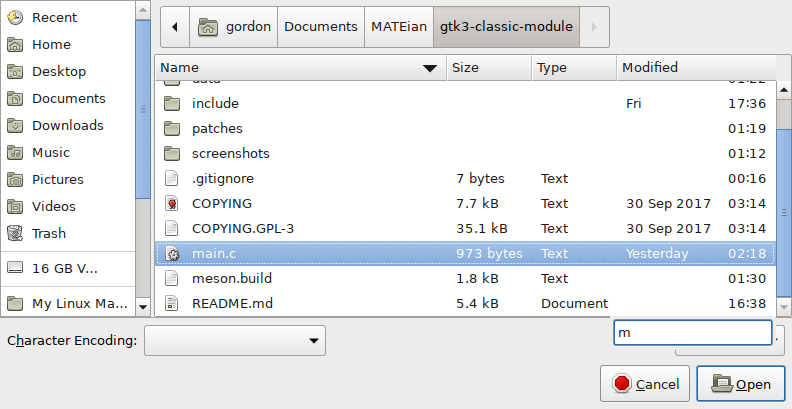 Recent
Home
Desktop
Documents
Downloads
Music
Pictures
Videos
Trash
16 GB V...
My Linux Ma...
gordon Documents MATEian gtk3-classic-module
Name Size Type Modified
data 01:22
include Fri 17:36
patches 01:19
screenshots 01:12
.gitignore 7 bytes Text 00:16
COPYING 7.7 kB Text 30 Sep 2017 03:14
COPYING.GPL-3 35.1 kB Text 30 Sep 2017 03:14
main.c 973 bytes Text Yesterday 02:18
meson.build 1.8 kB Text 01:30
README.md 5.4 kB Document 16:38
Character Encoding:
m
Cancel Open